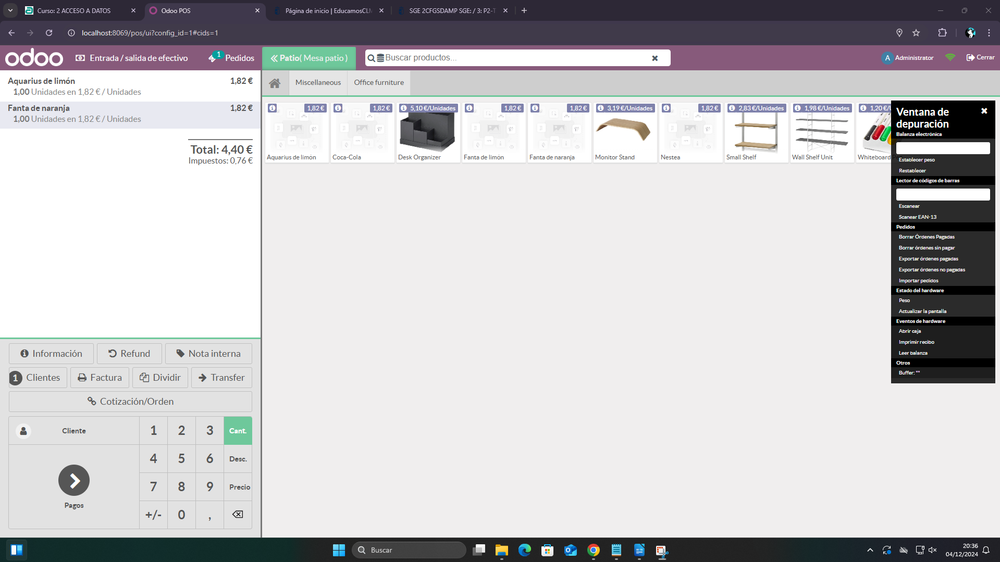 Curso: 2 ACCESO A DATOS
Odoo POS
Página de inicio | EducamosCLM
SGE 2CFGSDAMP SGE: / 3: P2-T
localhost:8069/pos/ui?config_id=1#cids=1
odoo
Entrada / salida de efectivo
1
Pedidos
Patio( Mesa patio )
Buscar productos...
A
Administrator
Cerrar
Aquarius de limón 1,82 €
1,00 Unidades en 1,82 € / Unidades
Fanta de naranja 1,82 €
1,00 Unidades en 1,82 € / Unidades
Total: 4,40 €
Impuestos: 0,76 €
Miscellaneous
Office furniture
1,82 €
Aquarius de limón
1,82 €
Coca-Cola
5,10 €/Unidades
Desk Organizer
1,82 €
Fanta de limón
1,82 €
Fanta de naranja
3,19 €/Unidades
Monitor Stand
1,82 €
Nestea
2,83 €/Unidades
Small Shelf
1,98 €/Unidades
Wall Shelf Unit
1,20 €/U
Whiteboard
Ventana de
depuración
Balanza electrónica
Establecer peso
Restablecer
Lector de códigos de barras
Escanear
Scanear EAN-13
Pedidos
Borrar Órdenes Pagadas
Borrar órdenes sin pagar
Exportar órdenes pagadas
Exportar órdenes no pagadas
Importar pedidos
Estado del hardware
Peso
Actualizar la pantalla
Eventos de hardware
Abrir caja
Imprimir recibo
Leer balanza
Otros
Buffer: ""
Información
Refund
Nota interna
1 Clientes
Factura
Dividir
Transfer
Cotización/Orden
Cliente
Pagos
1 2 3 Cant.
4 5 6 Desc.
7 8 9 Precio
+/- 0 ,
Buscar
20:36
04/12/2024